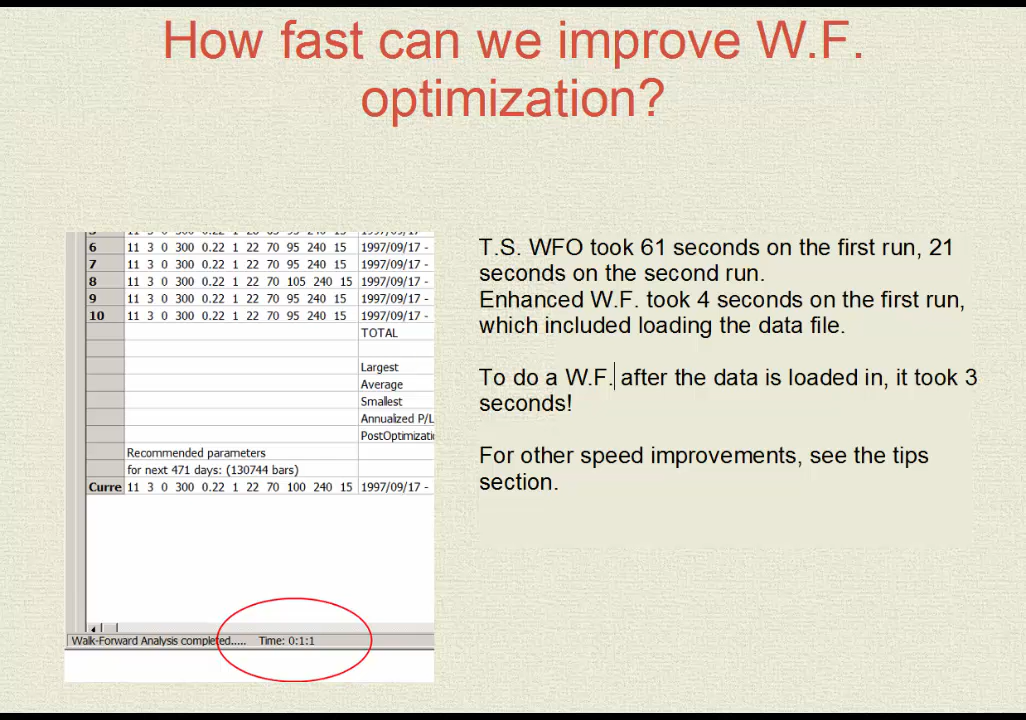 How fast can we improve W.F.
optimization?
6 11 3 0 300 0.22 1 22 70 95 240 15 1997/09/17 -
7 11 3 0 300 0.22 1 22 70 95 240 15 1997/09/17 -
8 11 3 0 300 0.22 1 22 70 105 240 15 1997/09/17 -
9 11 3 0 300 0.22 1 22 70 95 240 15 1997/09/17 -
10 11 3 0 300 0.22 1 22 70 95 240 15 1997/09/17 -
TOTAL
Largest
Average
Smallest
Annualized P/L
PostOptimizatio
Recommended parameters
for next 471 days: (130744 bars)
Curre 11 3 0 300 0.22 1 22 70 100 240 15 1997/09/17 -
Walk-Forward Analysis completed..... Time: 0:1:1
T.S. WFO took 61 seconds on the first run, 21
seconds on the second run.
Enhanced W.F. took 4 seconds on the first run,
which included loading the data file.
To do a W.F. after the data is loaded in, it took 3
seconds!
For other speed improvements, see the tips
section.